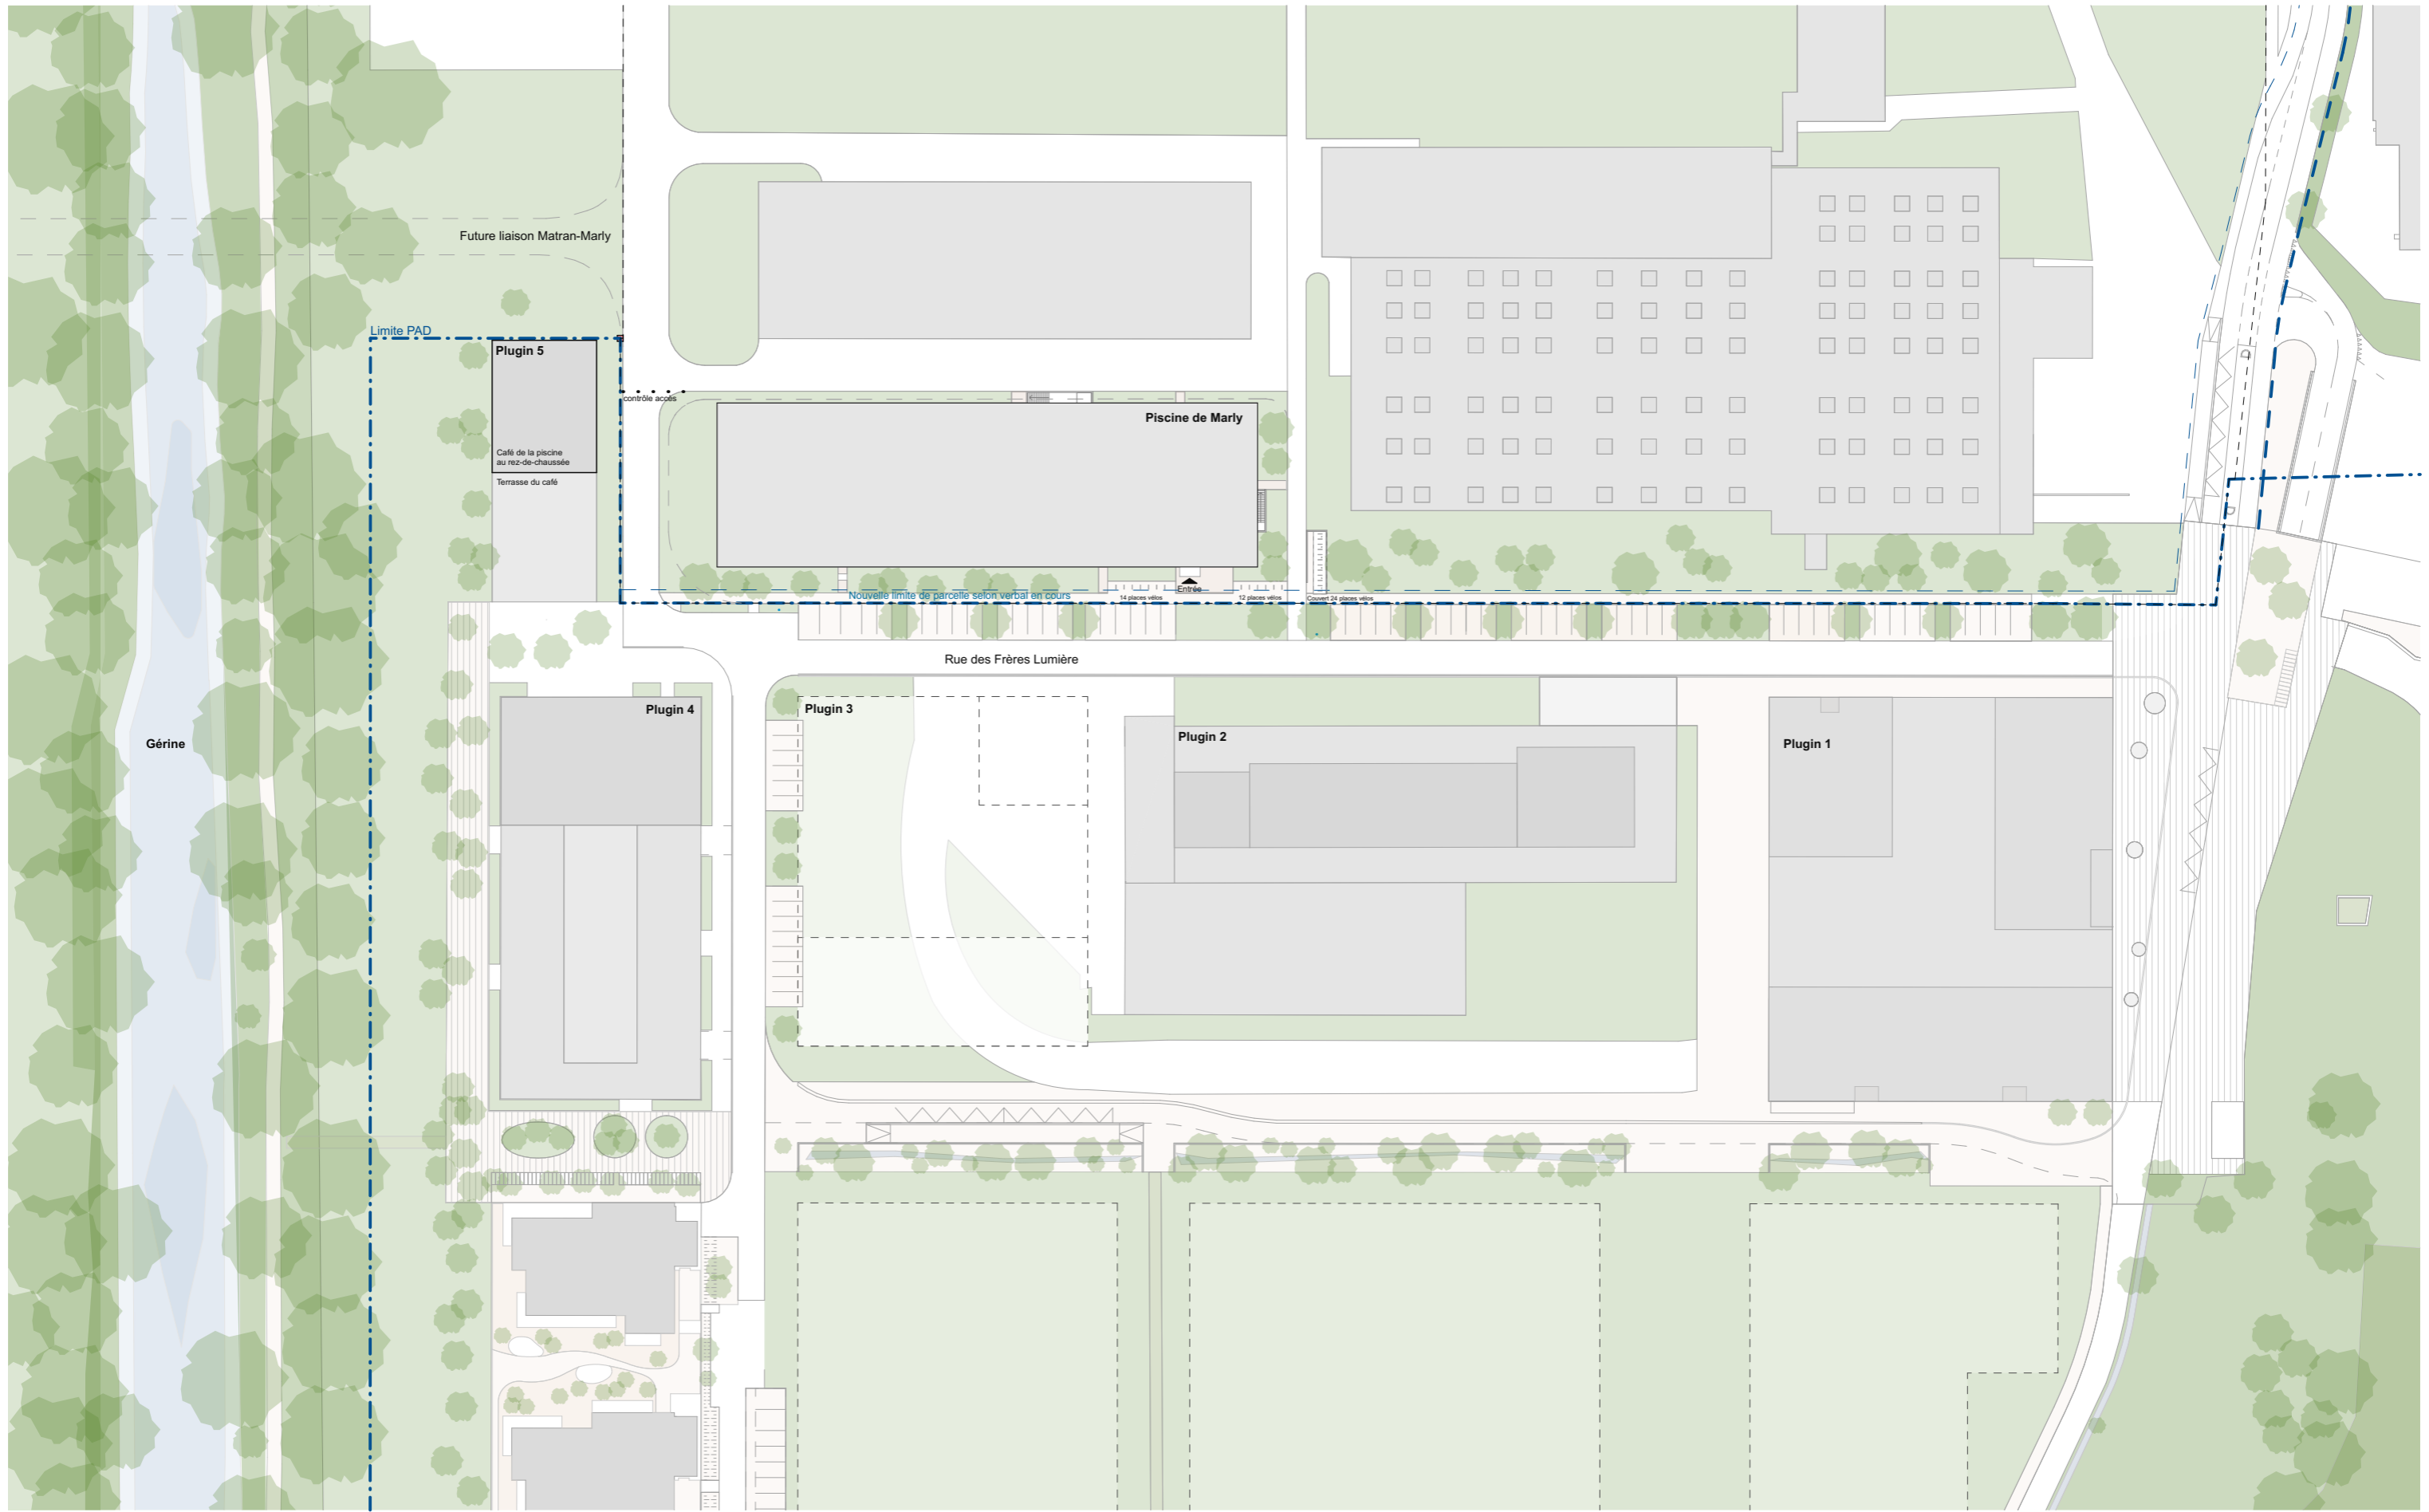 Future liaison Matran-Marly
Limite PAD
Plugin 5
contrôle accès
Piscine de Marly
Café de la piscine
au rez-de-chaussée
Terrasse du café
Entrée
Nouvelle limite de parcelle selon verbal en cours
14 places vélos
12 places vélos
Couvert 24 places vélos
Rue des Frères Lumière
Plugin 4
Plugin 3
Plugin 2
Plugin 1
Gérine